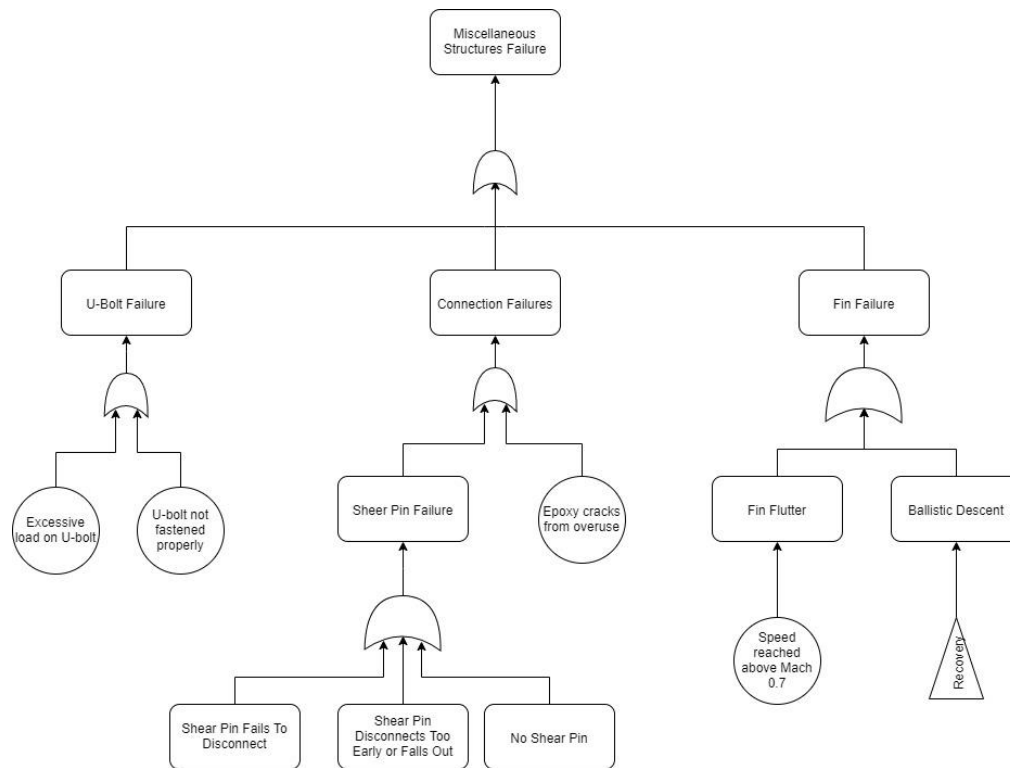 Miscellaneous
Structures Failure
U-Bolt Failure
Connection Failures
Fin Failure
Excessive
load on U-bolt
U-bolt not
fastened
properly
Sheer Pin Failure
Epoxy cracks
from overuse
Fin Flutter
Ballistic Descent
Speed
reached
above Mach
0.7
Recovery
Shear Pin Fails To
Disconnect
Shear Pin
Disconnects Too
Early or Falls Out
No Shear Pin